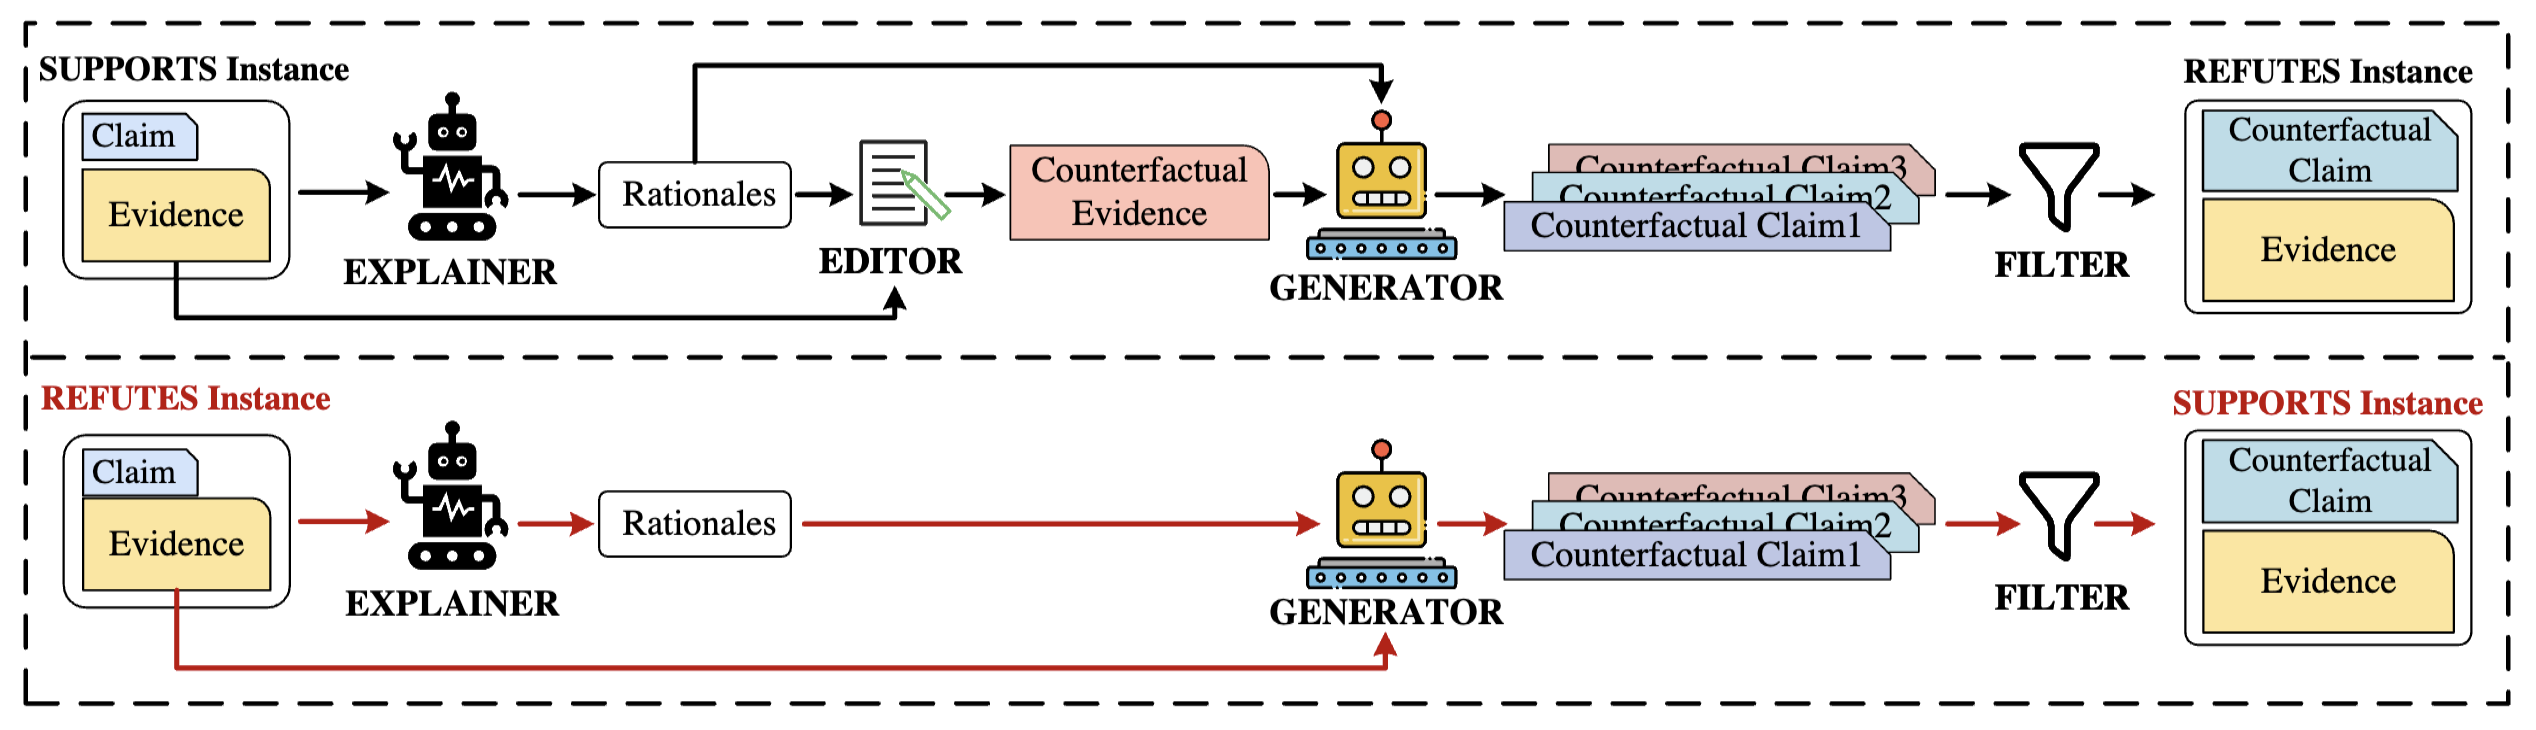 SUPPORTS Instance
REFUTES Instance
Claim
Evidence
EXPLAINER
Rationales
EDITOR
Counterfactual
Evidence
GENERATOR
Counterfactual Claim3
Counterfactual Claim2
Counterfactual Claim1
FILTER
Counterfactual
Claim
Evidence
REFUTES Instance
SUPPORTS Instance
Claim
Evidence
EXPLAINER
Rationales
GENERATOR
Counterfactual Claim3
Counterfactual Claim2
Counterfactual Claim1
FILTER
Counterfactual
Claim
Evidence